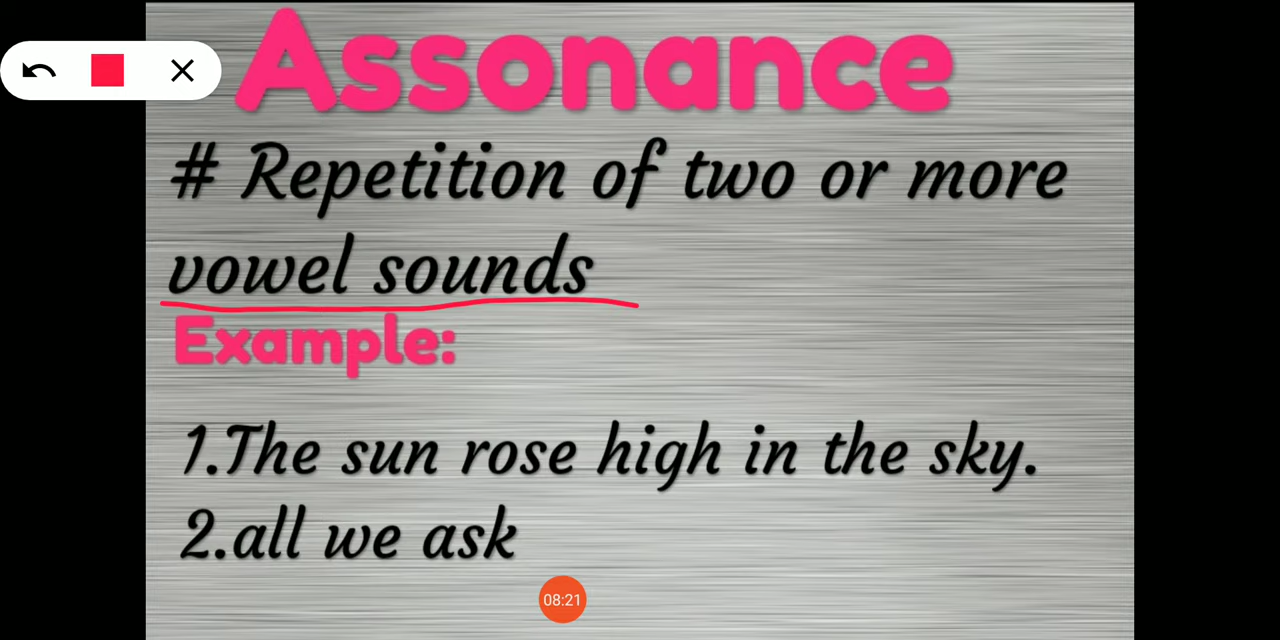 Assonance
# Repetition of two or more
vowel sounds
Example:
1.The sun rose high in the sky.
2.all we ask
08:21